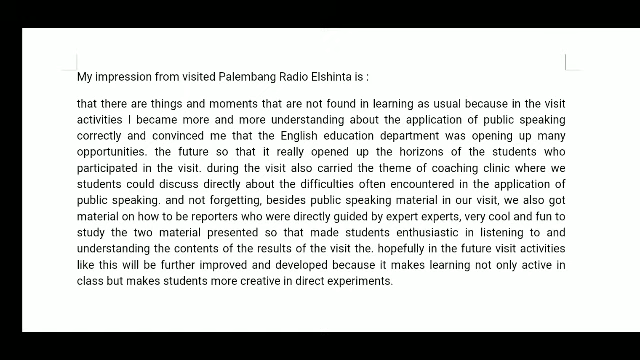 My impression from visited Palembang Radio Elshinta is :
that there are things and moments that are not found in learning as usual because in the visit
activities I became more and more understanding about the application of public speaking
correctly and convinced me that the English education department was opening up many
opportunities. the future so that it really opened up the horizons of the students who
participated in the visit. during the visit also carried the theme of coaching clinic where we
students could discuss directly about the difficulties often encountered in the application of
public speaking. and not forgetting, besides public speaking material in our visit, we also got
material on how to be reporters who were directly guided by expert experts, very cool and fun to
study the two material presented so that made students enthusiastic in listening to and
understanding the contents of the results of the visit the. hopefully in the future visit activities
like this will be further improved and developed because it makes learning not only active in
class but makes students more creative in direct experiments.